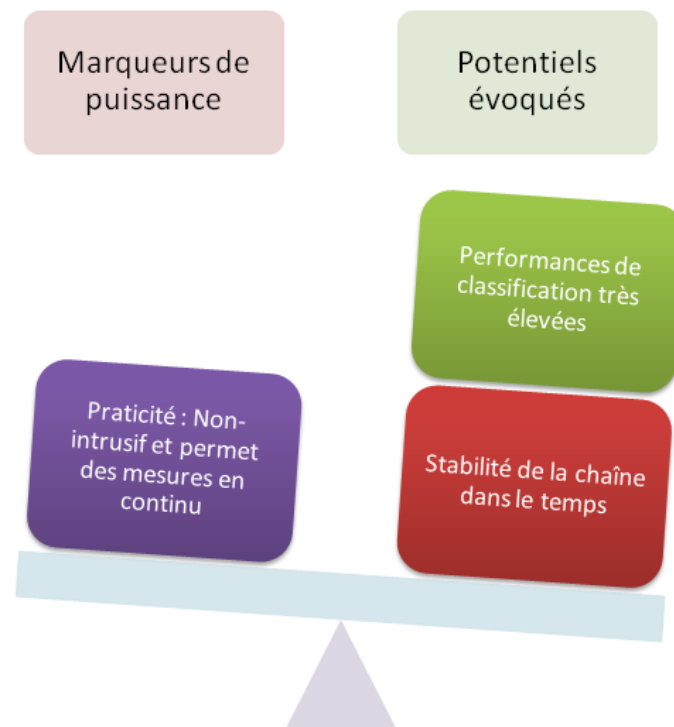 Marqueurs de
puissance
Potentiels
évoqués
Performances de
classification très
élevées
Praticité : Non-
intrusif et permet
des mesures en
continu
Stabilité de la chaîne
dans le temps